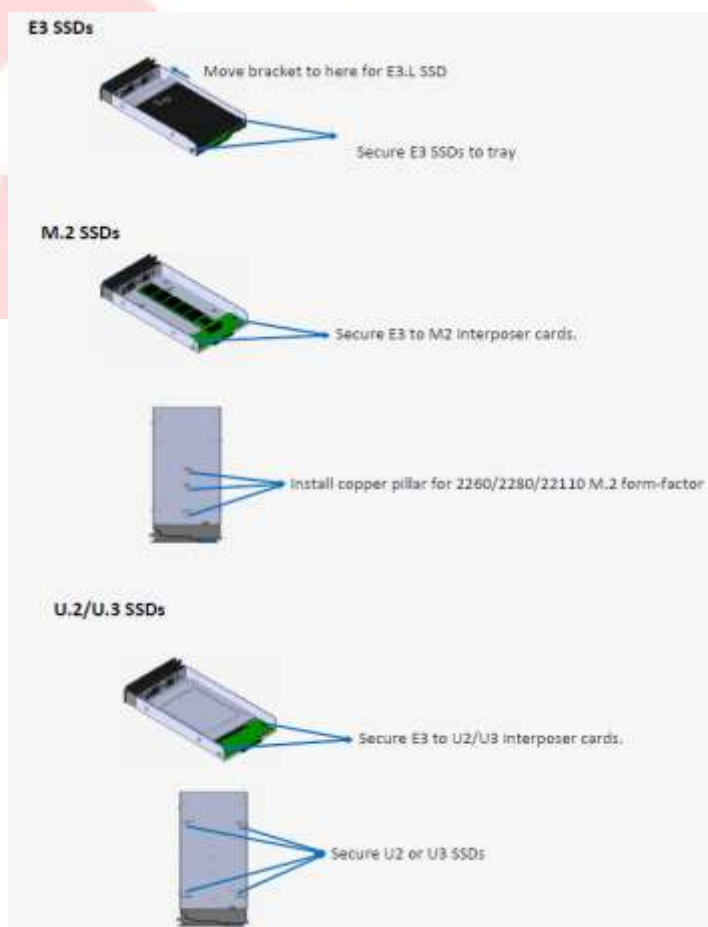 E3 SSDs
Move bracket to here for E3.L SSD
Secure E3 SSDs to tray
M.2 SSDs
Secure E3 to M2 Interposer cards.
Install copper pillar for 2260/2280/22110 M.2 form-factor
U.2/U.3 SSDs
Secure E3 to U2/U3 Interposer cards.
Secure U2 or U3 SSDs